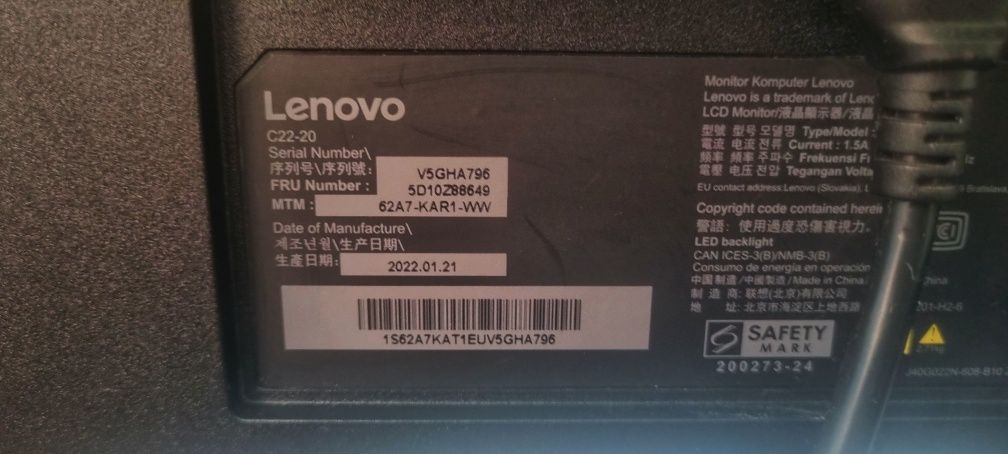 Lenovo
C22-20
Serial Number\
序列号\序列號: V5GHA796
FRU Number : 5D10Z88649
MTM : 62A7-KAR1-WW
Date of Manufacture\
제조년월\生产日期\
生產日期: 2022.01.21
1S62A7KAT1EUV5GHA796
Monitor Komputer Lenovo
Lenovo is a trademark of
LCD Monitor/液晶顯示器/液晶
型號 型号 모델명 Type/Model :
電流 电流 전류 Current : 1.5A
頻率 频率 주파수 Frekuensi
電壓 电压 전압 Tegangan
EU contact address:Lenovo (Slovakia),
Copyright code contained herein
警語: 使用過度恐傷害視力。
LED backlight
CAN ICES-3(B)/NMB-3(B)
Consumo de energía en operación
中国制造/中國製造/Made in China
制 造 商: 联想(北京)有限公司
地 址: 北京市海淀区上地西路
SAFETY
MARK
200273-24
Bratislava
China
201-H2-6
J40G022N-608-B10